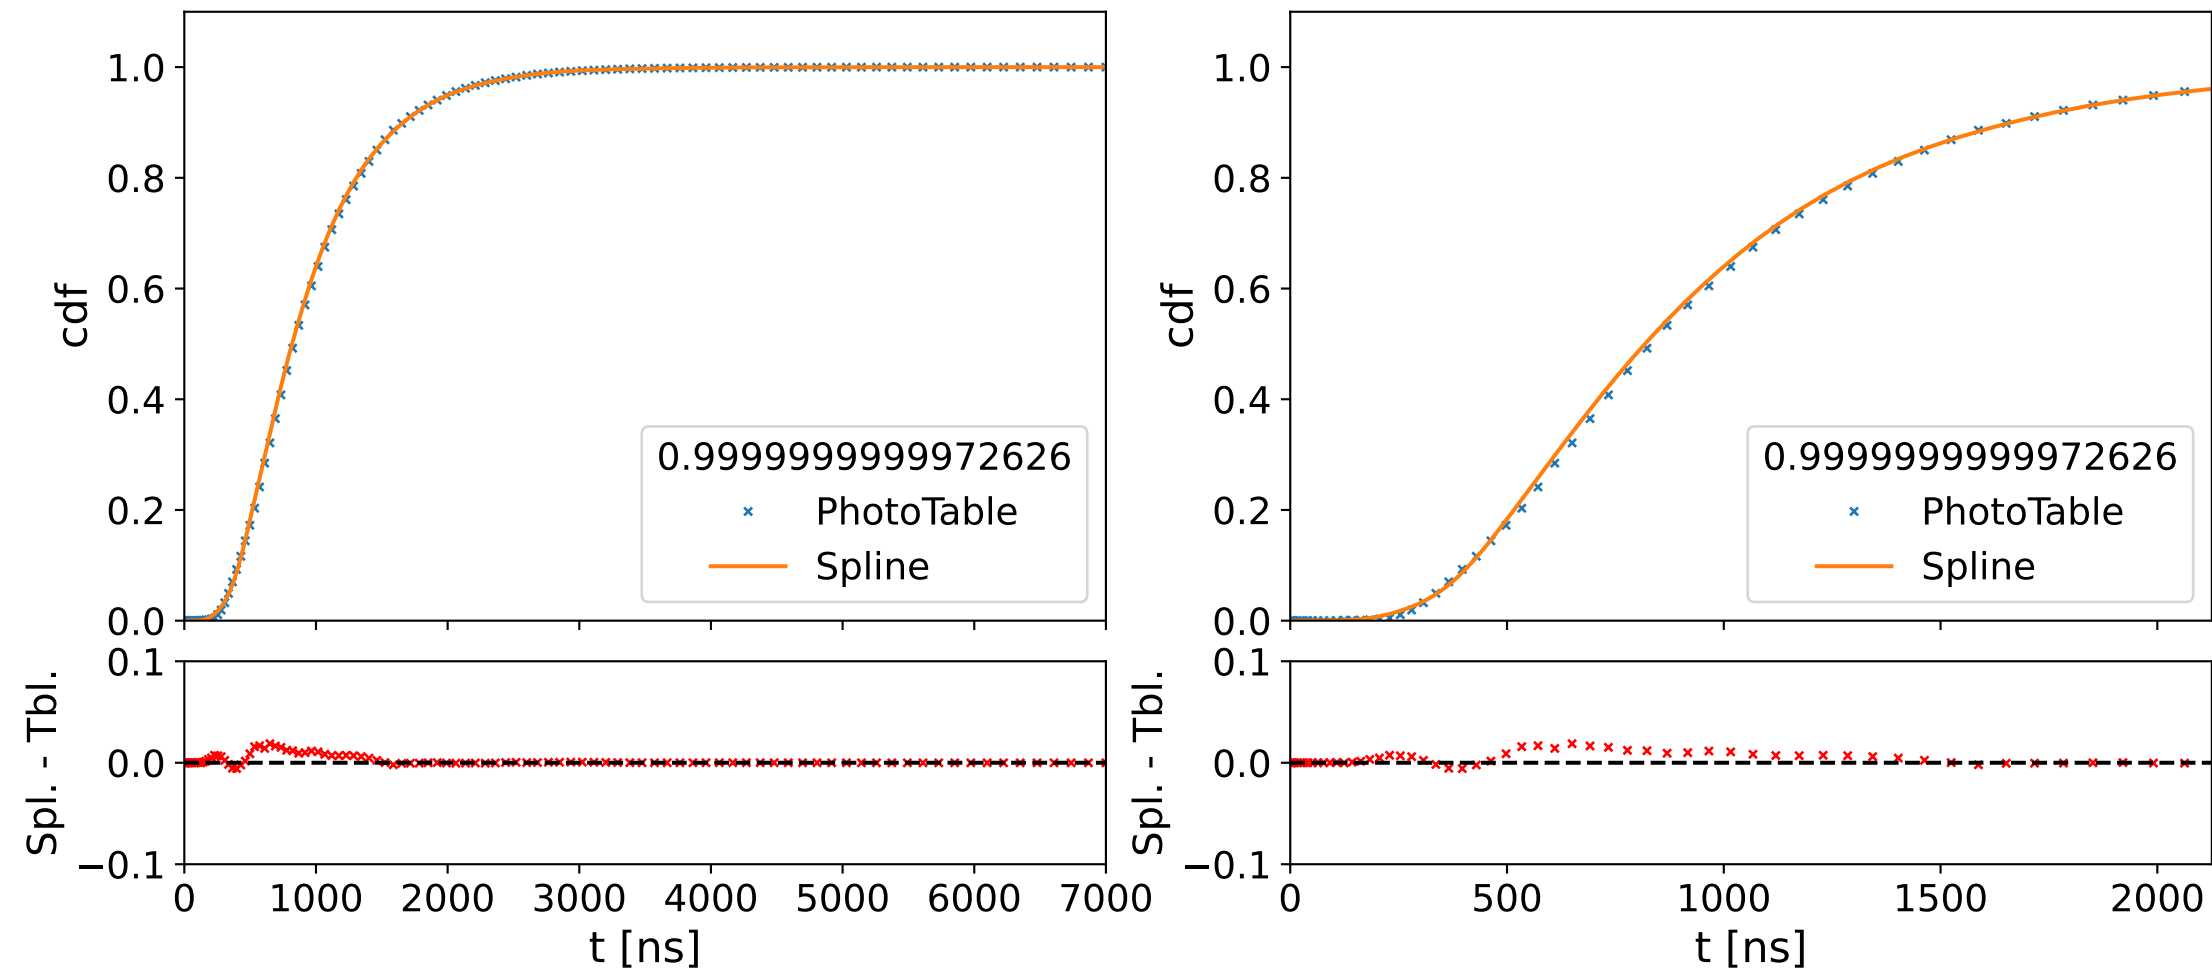 cdf
1.0
0.8
0.6
0.4
0.2
0.0
0.9999999999972626
PhotoTable
Spline
Spl. - Tbl.
0.1
0.0
−0.1
0 1000 2000 3000 4000 5000 6000 7000
t [ns]
cdf
1.0
0.8
0.6
0.4
0.2
0.0
0.9999999999972626
PhotoTable
Spline
Spl. - Tbl.
0.1
0.0
−0.1
0 500 1000 1500 2000
t [ns]